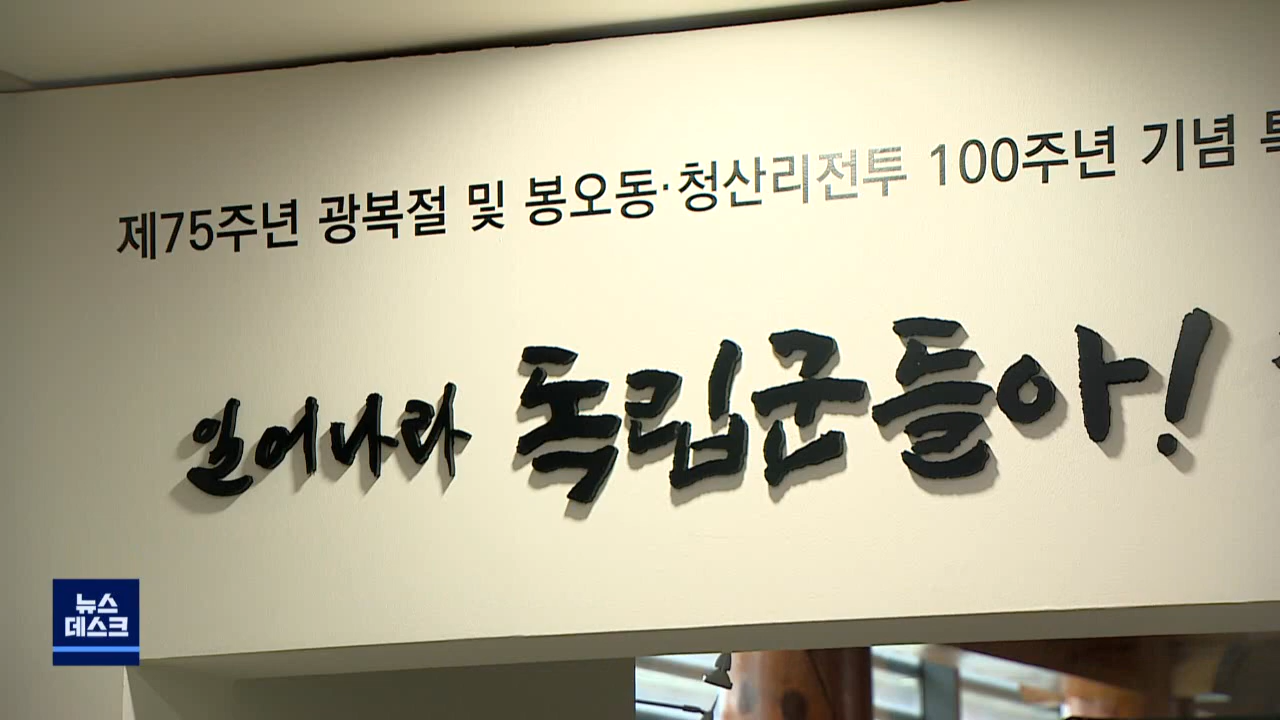 제75주년 광복절 및 봉오동·청산리전투 100주년 기념
일어나라 독립군들아!
뉴스
데스크